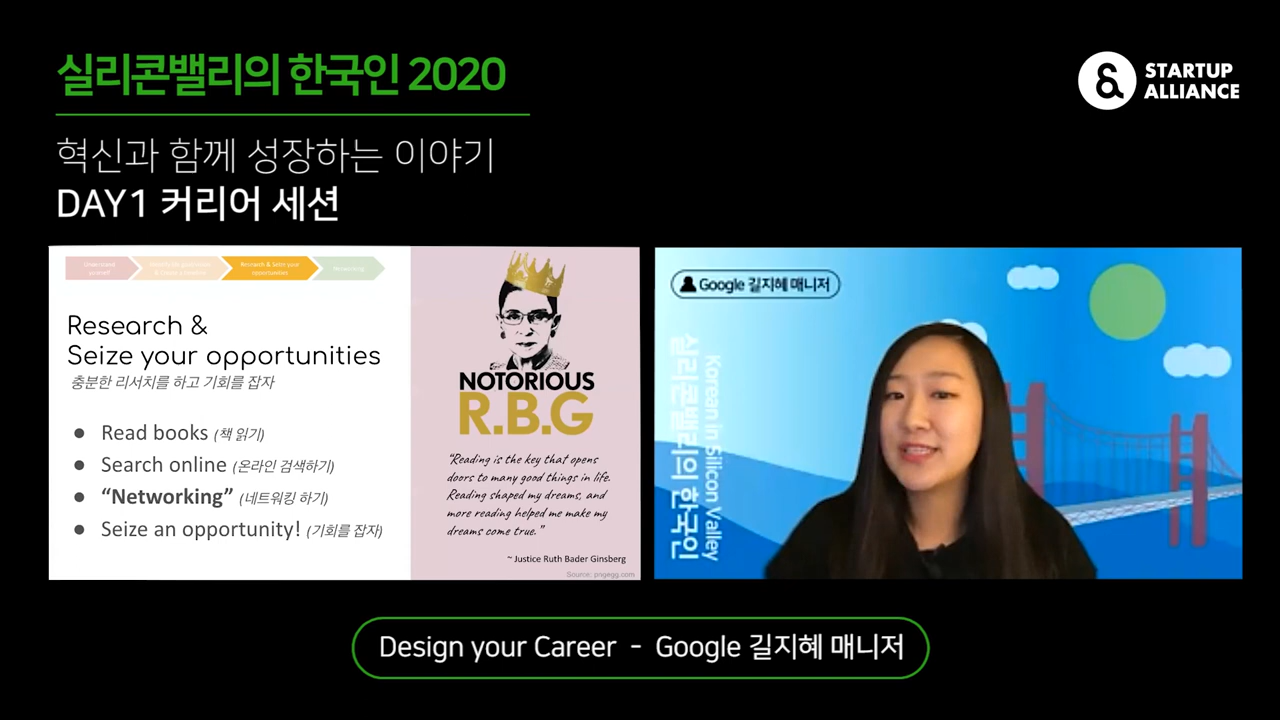 실리콘밸리의 한국인 2020
혁신과 함께 성장하는 이야기
DAY1 커리어 세션
STARTUP
ALLIANCE
Understand
yourself
Research & Seize your
opportunities
Networking
Research &
Seize your opportunities
충분한 리서치를 하고 기회를 잡자
● Read books (책 읽기)
● Search online (온라인 검색하기)
● “Networking” (네트워킹 하기)
● Seize an opportunity! (기회를 잡자)
NOTORIOUS
R.B.G
"Reading is the key that opens
doors to many good things in life.
Reading shaped my dreams, and
more reading helped me make my
dreams come true."
~ Justice Ruth Bader Ginsberg
Source: pngegg.com
Google 길지혜 매니저
Korean in Silicon Valley
실리콘밸리의 한국인
Design your Career - Google 길지혜 매니저